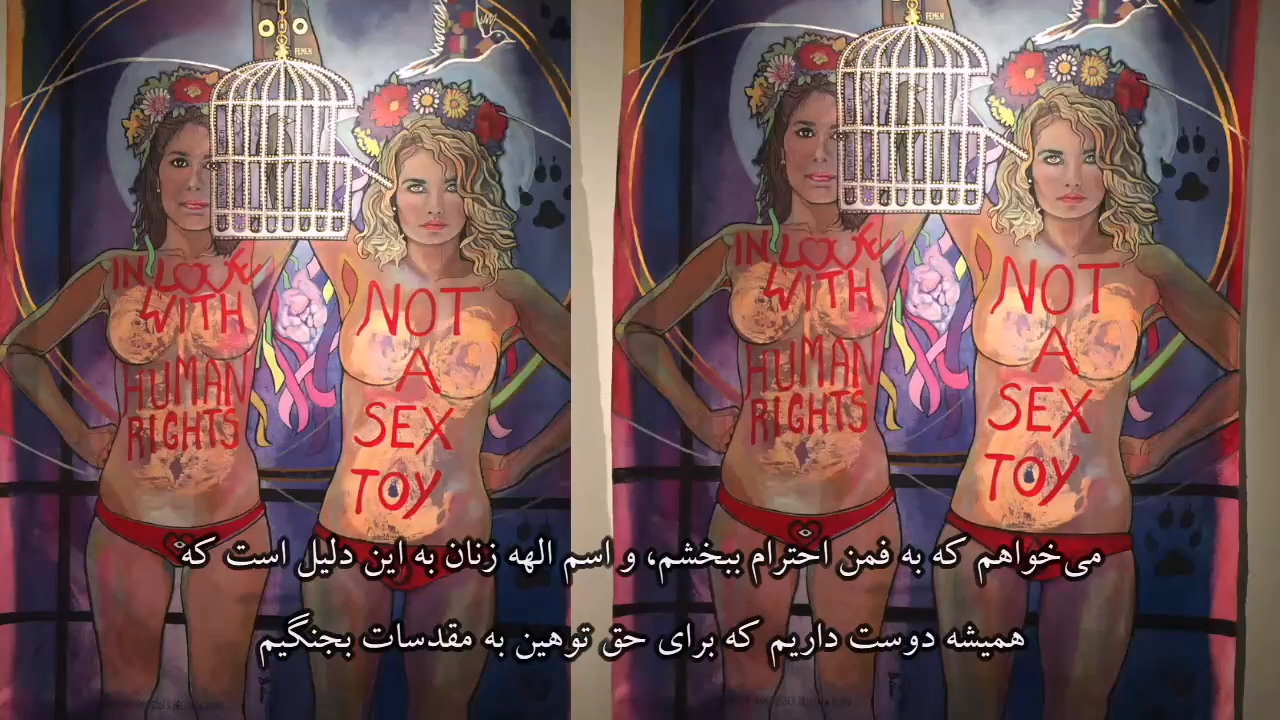 FEMEN
FEMEN
IN LOVE
WITH
HUMAN
RIGHTS
NOT
A
SEX
TOY
IN LOVE
WITH
HUMAN
RIGHTS
NOT
A
SEX
TOY
می‌خواهم که به فمن احترام ببخشم، و اسم الهه زنان به این دلیل است که
همیشه دوست داریم که برای حق توهین به مقدسات بجنگیم